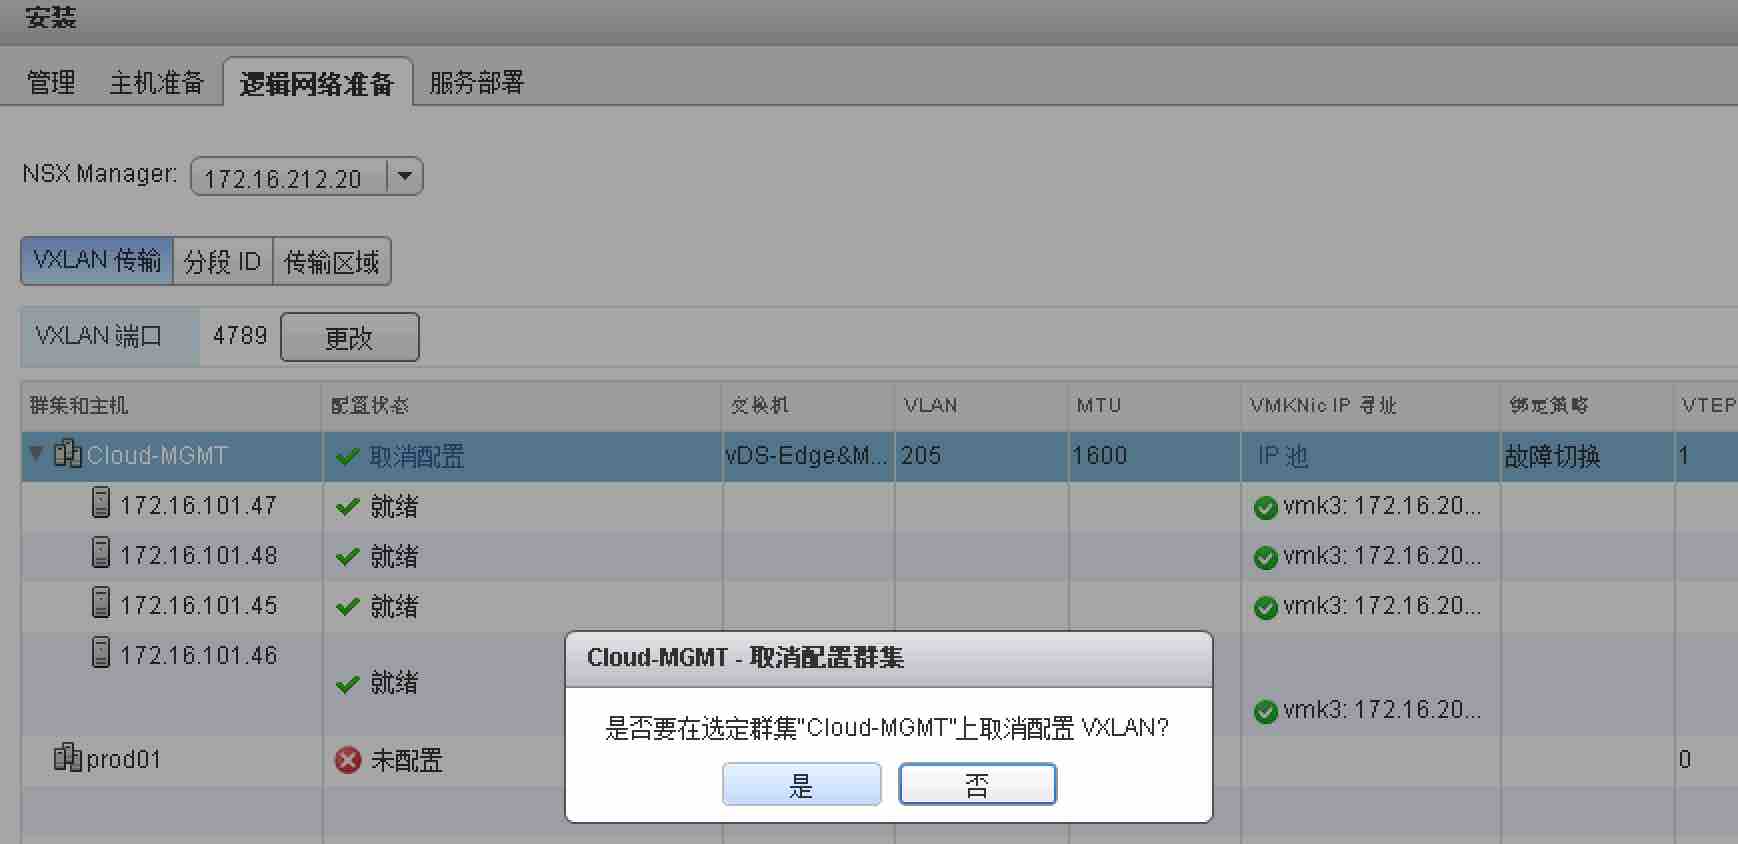 安装
管理 主机准备 逻辑网络准备 服务部署
NSX Manager: 172.16.212.20
VXLAN 传输 分段 ID 传输区域
VXLAN 端口 4789 更改
群集和主机 配置状态 交换机 VLAN MTU VMKNic IP 寻址 绑定策略 VTEP
Cloud-MGMT 取消配置 vDS-Edge&M... 205 1600 IP 池 故障切换 1
172.16.101.47 就绪 vmk3: 172.16.20...
172.16.101.48 就绪 vmk3: 172.16.20...
172.16.101.45 就绪 vmk3: 172.16.20...
172.16.101.46 就绪 vmk3: 172.16.20...
prod01 未配置 0
Cloud-MGMT - 取消配置群集
是否要在选定群集"Cloud-MGMT"上取消配置 VXLAN?
是 否